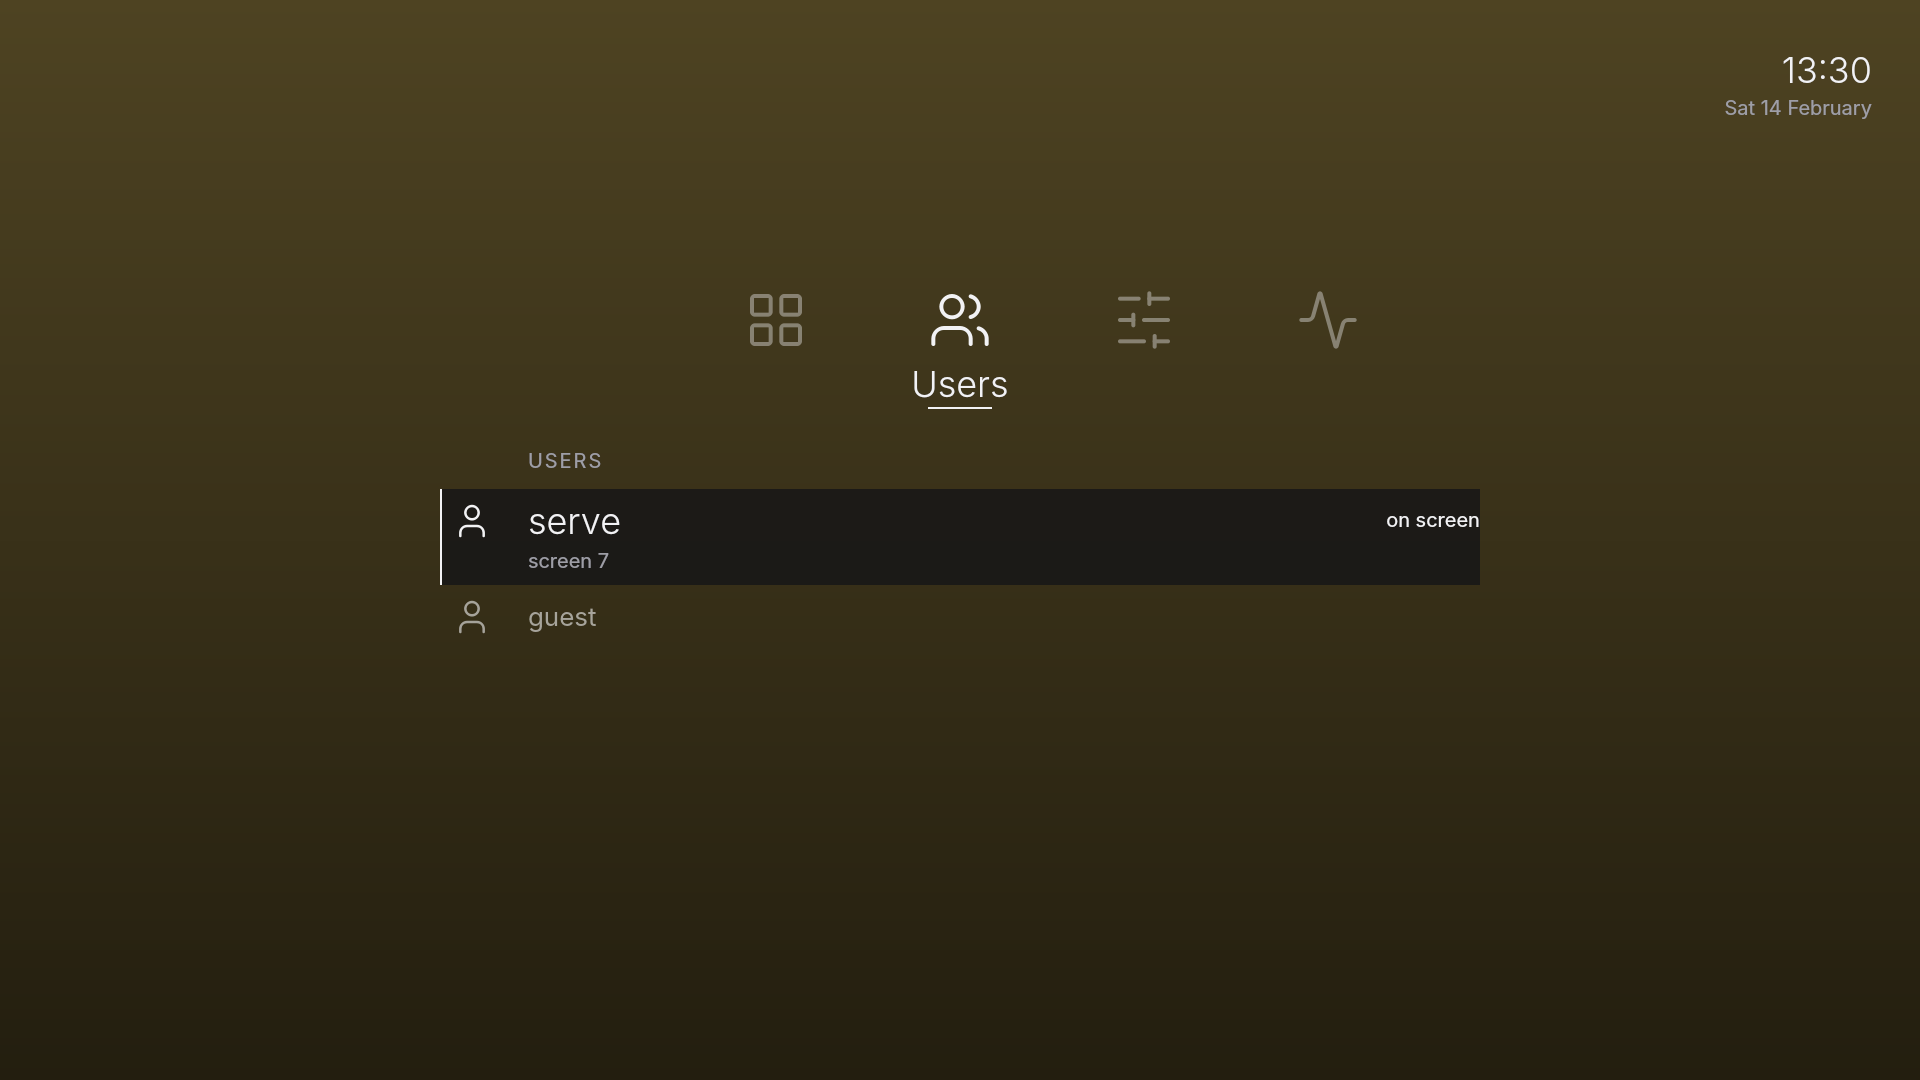 13:30
Sat 14 February
Users
USERS
serve
on screen
screen 7
guest